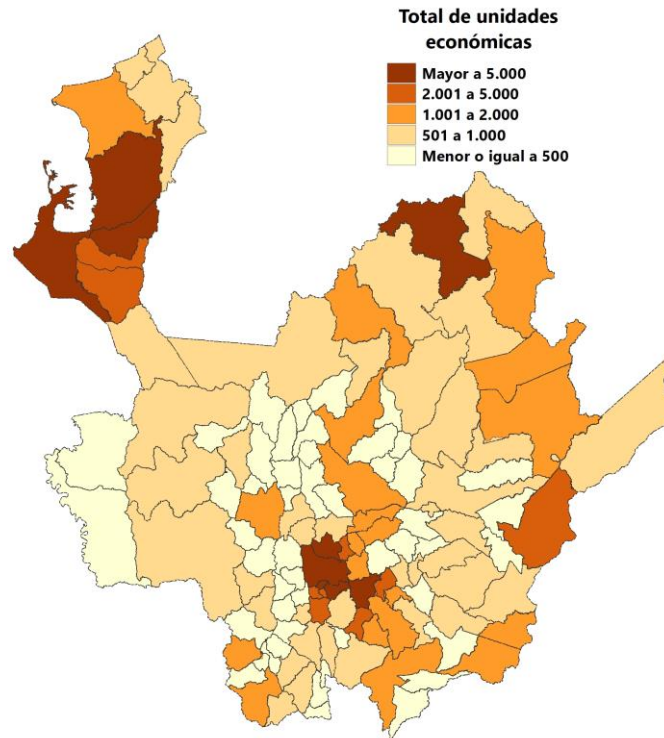 Total de unidades
económicas
Mayor a 5.000
2.001 a 5.000
1.001 a 2.000
501 a 1.000
Menor o igual a 500